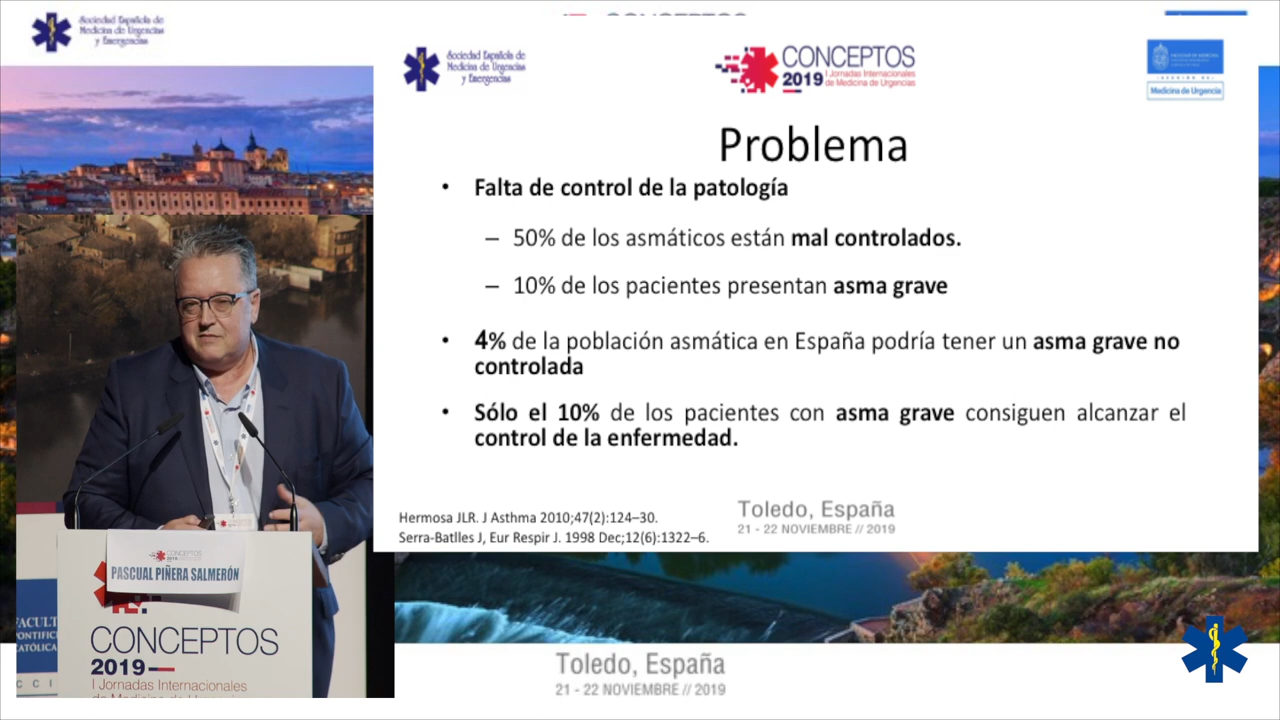 Sociedad Española de
Medicina de Urgencias
y Emergencias
Sociedad Española de
Medicina de Urgencias
y Emergencias
CONCEPTOS
2019 I Jornadas Internacionales
de Medicina de Urgencias
Medicina de Urgencia
Problema
• Falta de control de la patología
– 50% de los asmáticos están mal controlados.
– 10% de los pacientes presentan asma grave
• 4% de la población asmática en España podría tener un asma grave no
controlada
• Sólo el 10% de los pacientes con asma grave consiguen alcanzar el
control de la enfermedad.
Hermosa JLR. J Asthma 2010;47(2):124–30.
Serra-Batlles J, Eur Respir J. 1998 Dec;12(6):1322–6.
Toledo, España
21 - 22 NOVIEMBRE // 2019
CONCEPTOS
PASCUAL PIÑERA SALMERÓN
FACULT
PONTIFIC
CATÓLICA
CONCEPTOS
2019
I Jornadas Internacionales
Toledo, España
21 - 22 NOVIEMBRE // 2019